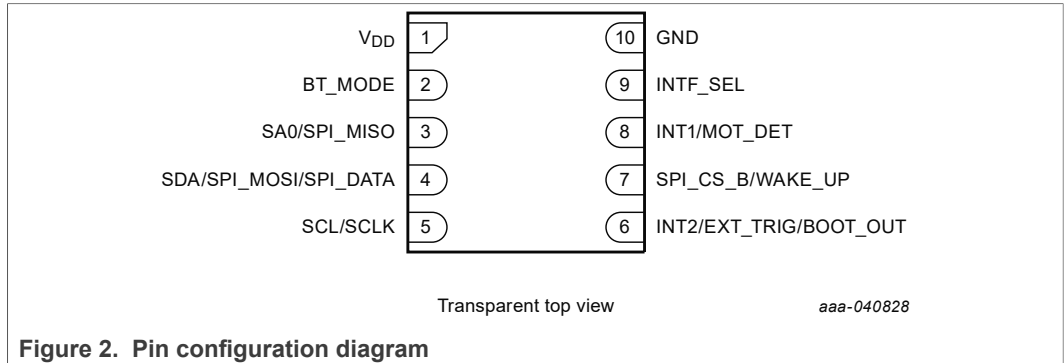 VDD 1 10 GND
BT_MODE 2 9 INTF_SEL
SA0/SPI_MISO 3 8 INT1/MOT_DET
SDA/SPI_MOSI/SPI_DATA 4 7 SPI_CS_B/WAKE_UP
SCL/SCLK 5 6 INT2/EXT_TRIG/BOOT_OUT
Transparent top view aaa-040828
Figure 2. Pin configuration diagram